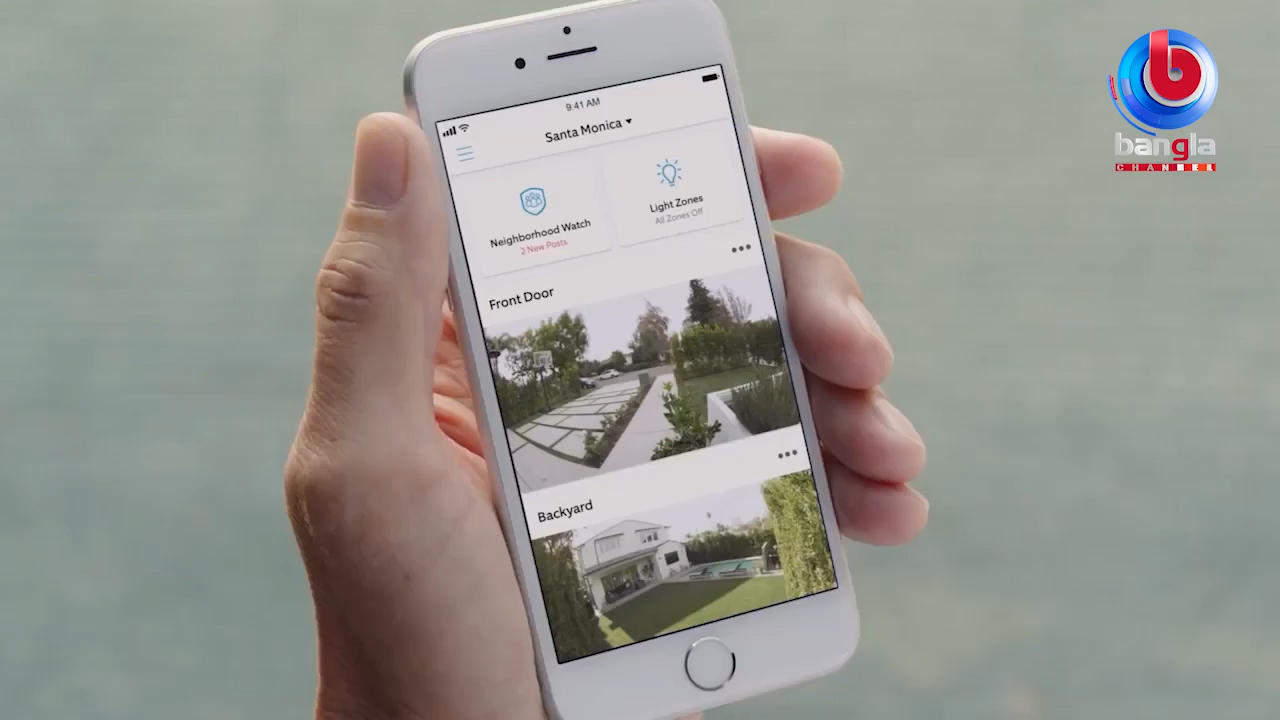 9:41 AM
Santa Monica
Neighborhood Watch
2 New Posts
Light Zones
All Zones Off
Front Door
Backyard
b
bangla
CHANNEL